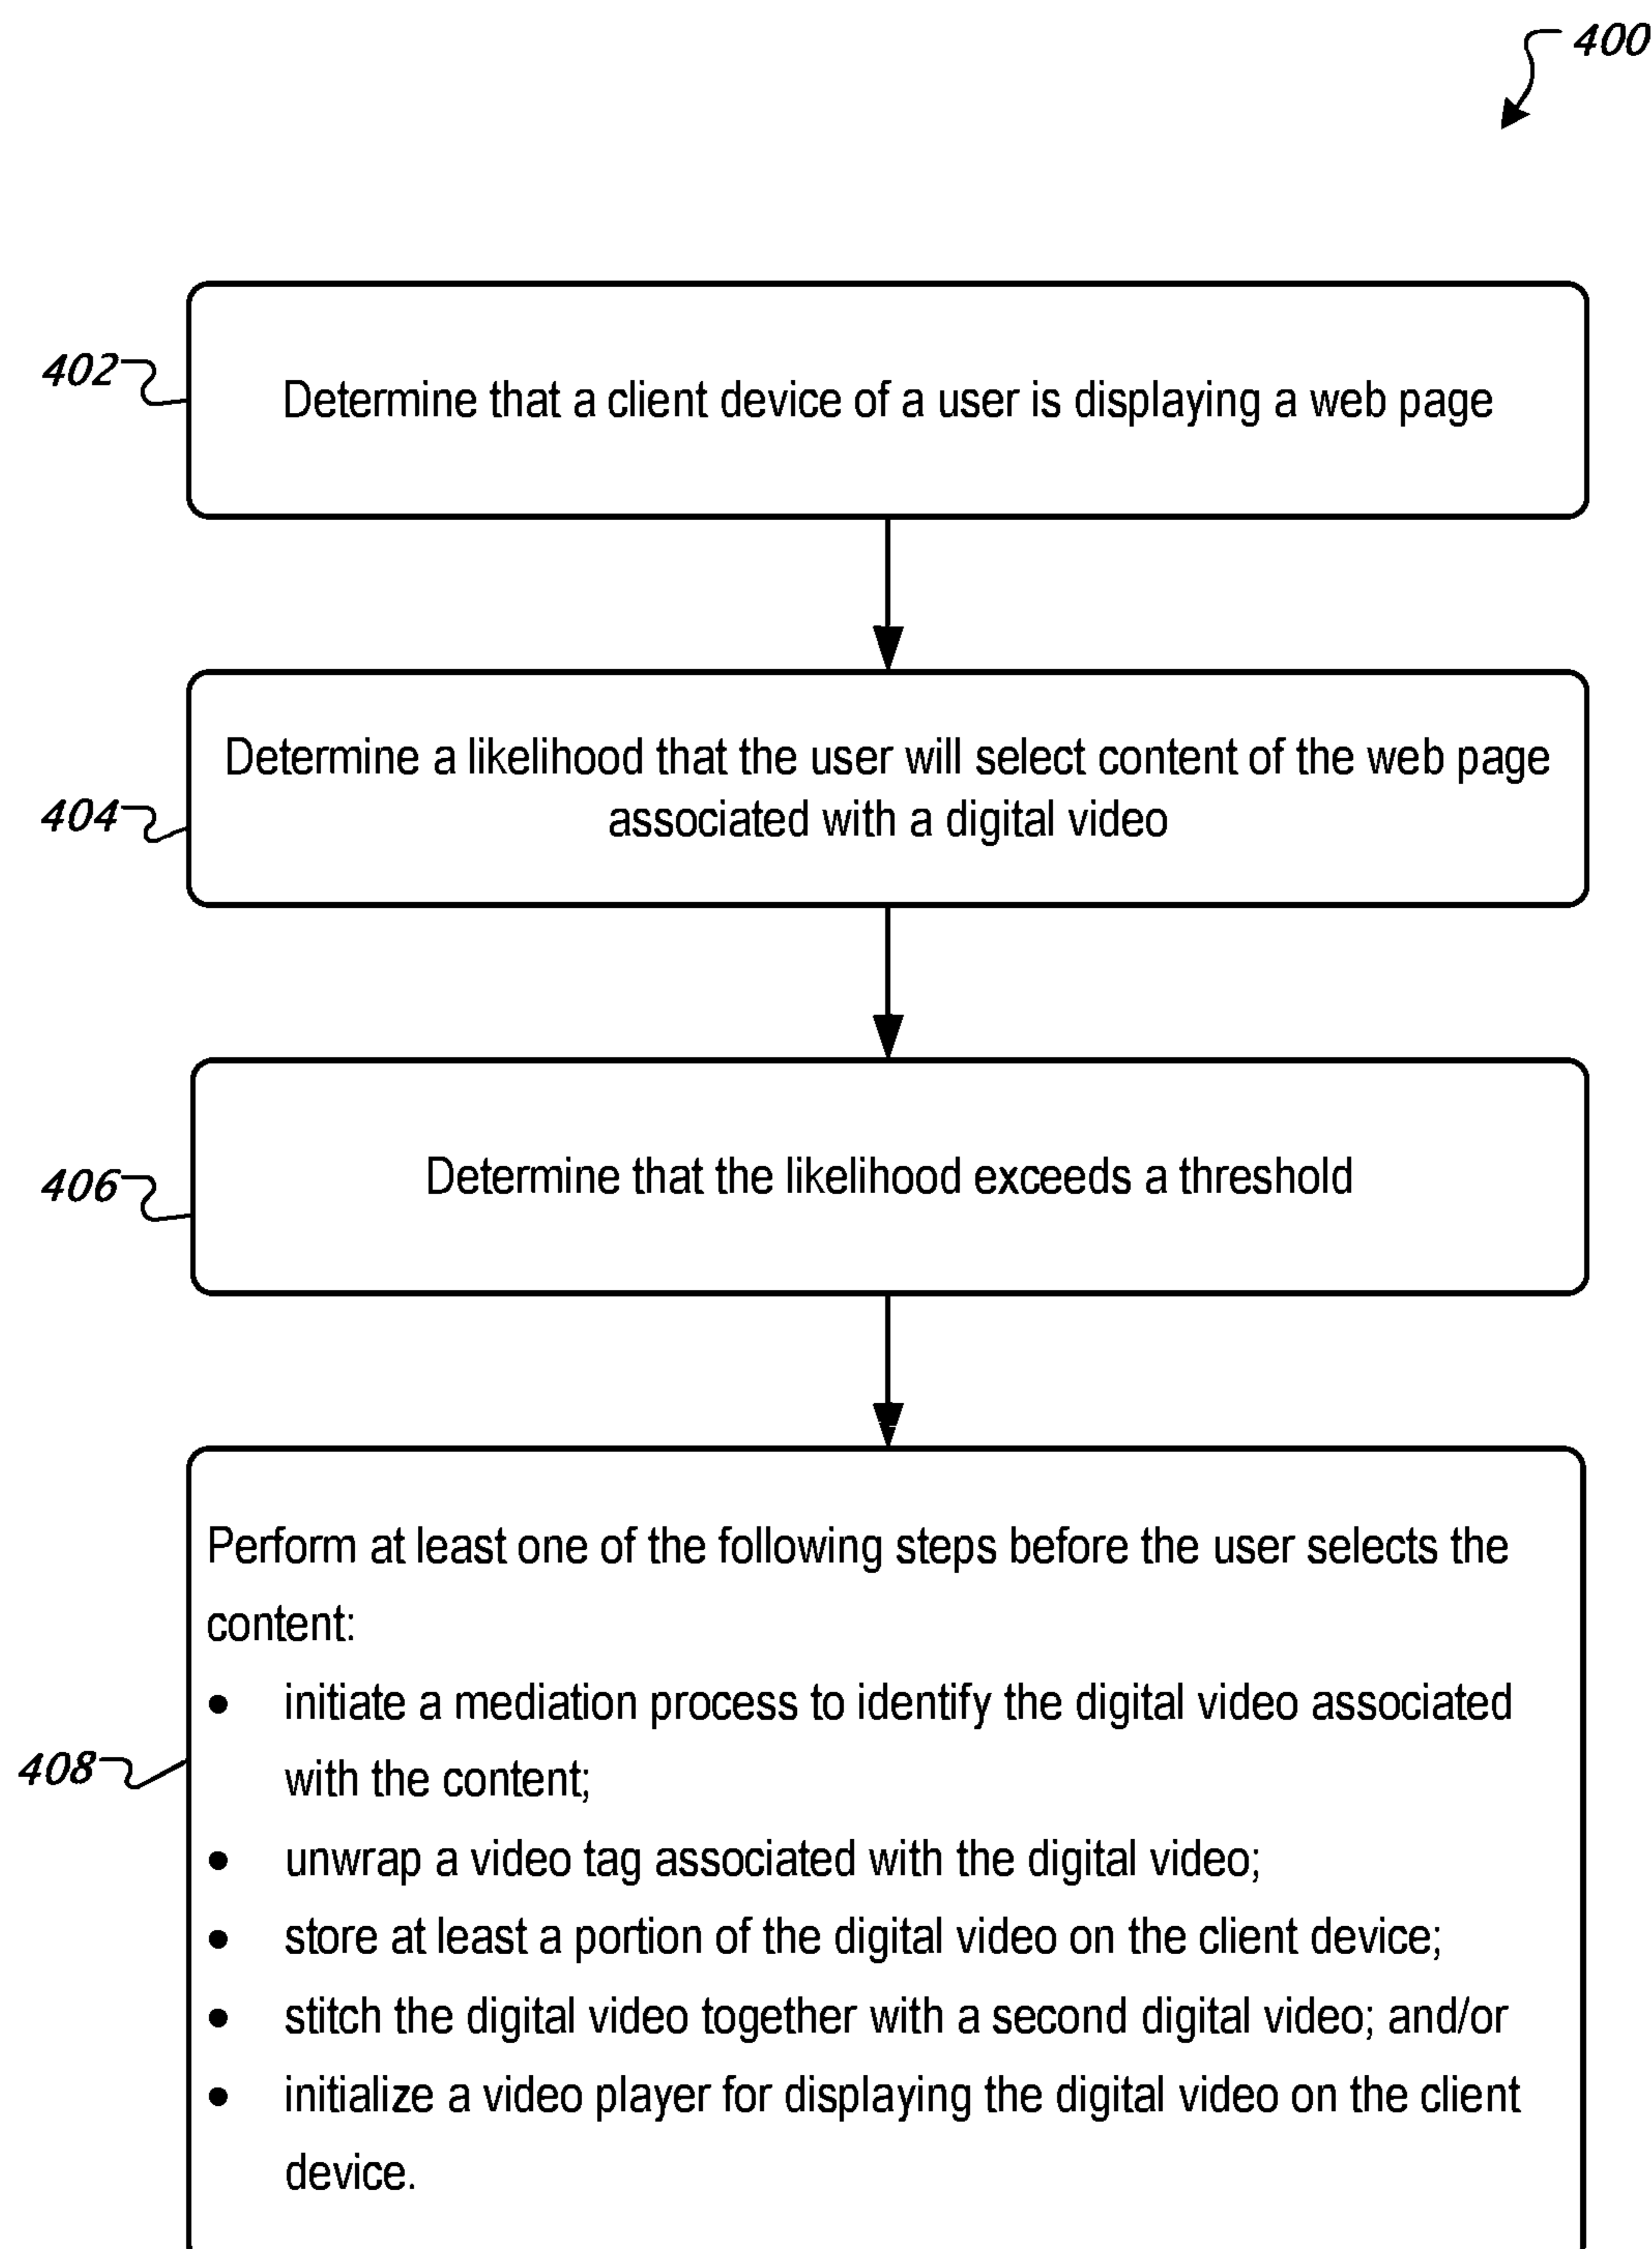 400
402
Determine that a client device of a user is displaying a web page
404
Determine a likelihood that the user will select content of the web page
associated with a digital video
406
Determine that the likelihood exceeds a threshold
408
Perform at least one of the following steps before the user selects the
content:
• initiate a mediation process to identify the digital video associated
with the content;
• unwrap a video tag associated with the digital video;
• store at least a portion of the digital video on the client device;
• stitch the digital video together with a second digital video; and/or
• initialize a video player for displaying the digital video on the client
device.